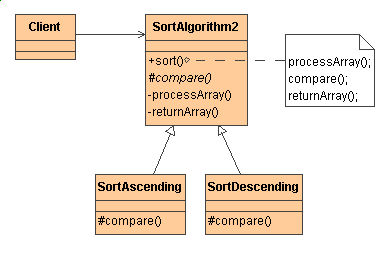 Client
SortAlgorithm2
+sort()
#compare()
-processArray()
-returnArray()
processArray();
compare();
returnArray();
SortAscending
#compare()
SortDescending
#compare()